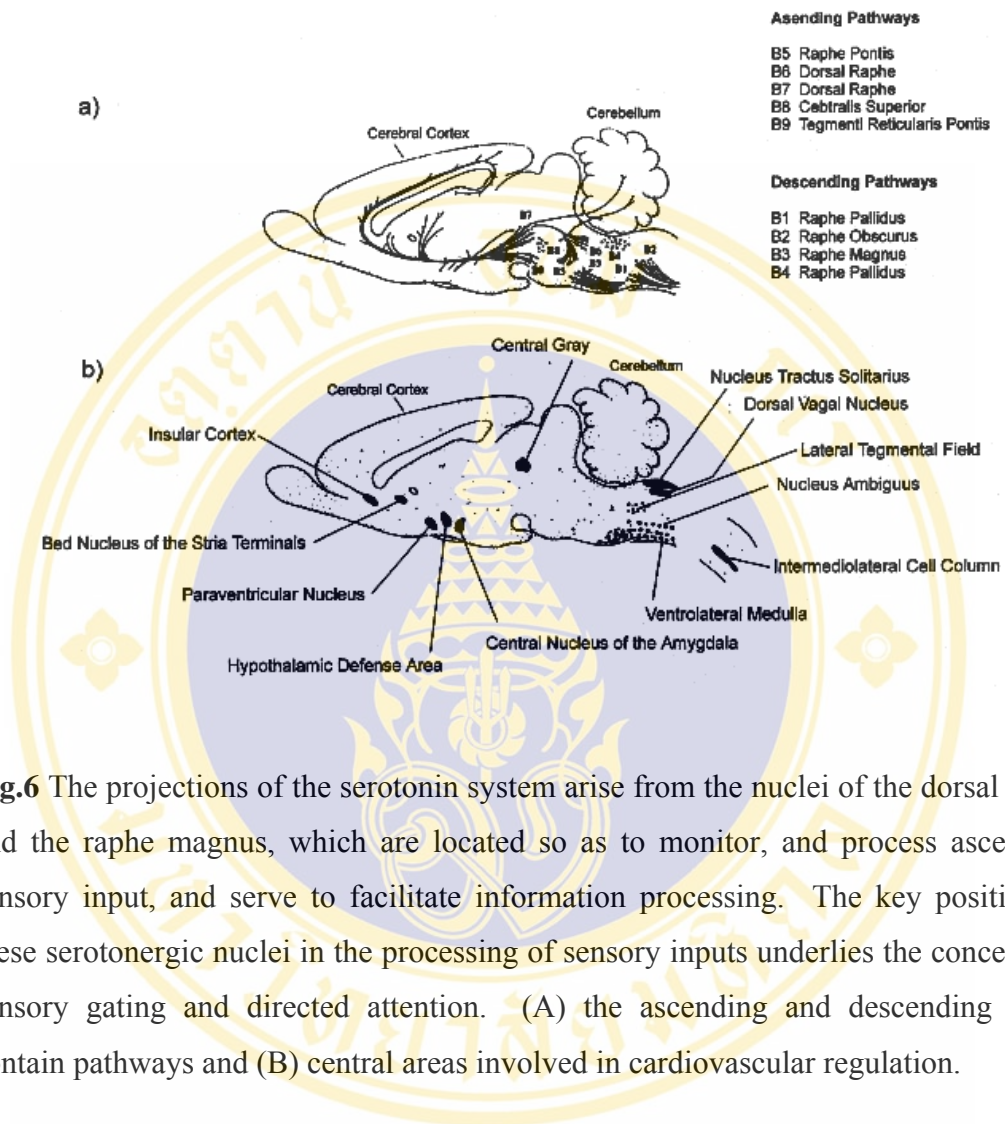 Asending Pathways
B5 Raphe Pontis
B6 Dorsal Raphe
B7 Dorsal Raphe
B8 Cebtralis Superior
B9 Tegmentl Reticularis Pontis
a)
Cerebellum
Cerebral Cortex
Descending Pathways
B1 Raphe Pallidus
B2 Raphe Obscurus
B3 Raphe Magnus
B4 Raphe Pallidus
B7
B2
B1
b)
Central Gray
Cerebellum
Nucleus Tractus Solitarius
Cerebral Cortex
Dorsal Vagal Nucleus
Insular Cortex
Lateral Tegmental Field
Nucleus Ambiguus
Bed Nucleus of the Stria Terminals
Intermediolateral Cell Column
Paraventricular Nucleus
Ventrolateral Medulla
Central Nucleus of the Amygdala
Hypothalamic Defense Area
g.6 The projections of the serotonin system arise from the nuclei of the dorsal
d the raphe magnus, which are located so as to monitor, and process asce
nsory input, and serve to facilitate information processing. The key positi
ese serotonergic nuclei in the processing of sensory inputs underlies the conce
nsory gating and directed attention. (A) the ascending and descending
ntain pathways and (B) central areas involved in cardiovascular regulation.